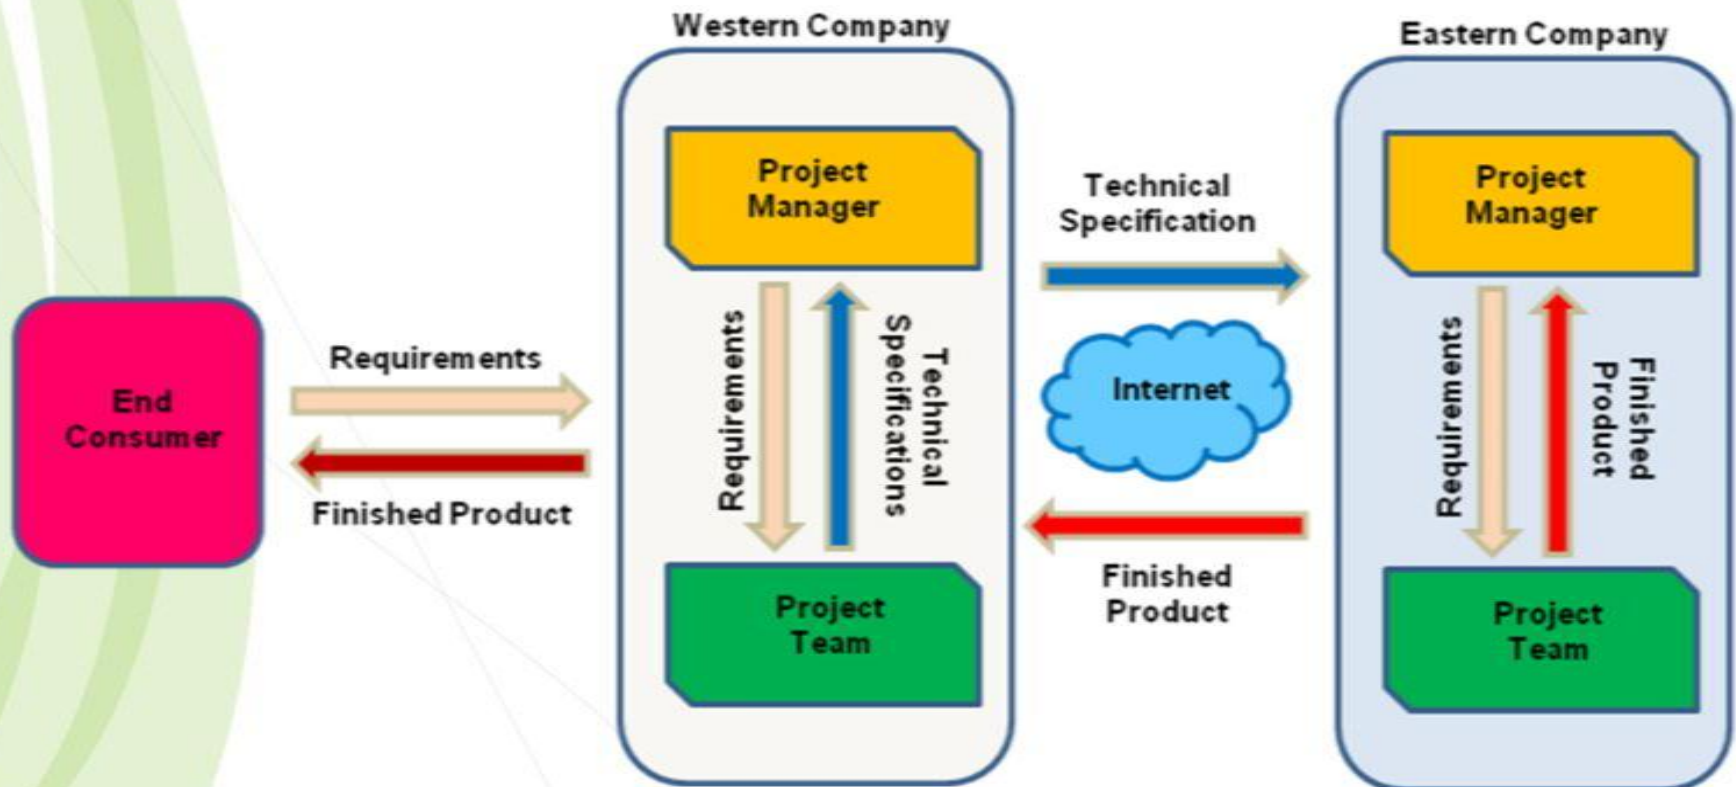 Western Company
Eastern Company
End
Consumer
Requirements
Finished Product
Project
Manager
Requirements
Technical
Specifications
Project
Team
Technical
Specification
Internet
Finished
Product
Project
Manager
Requirements
Finished
Product
Project
Team